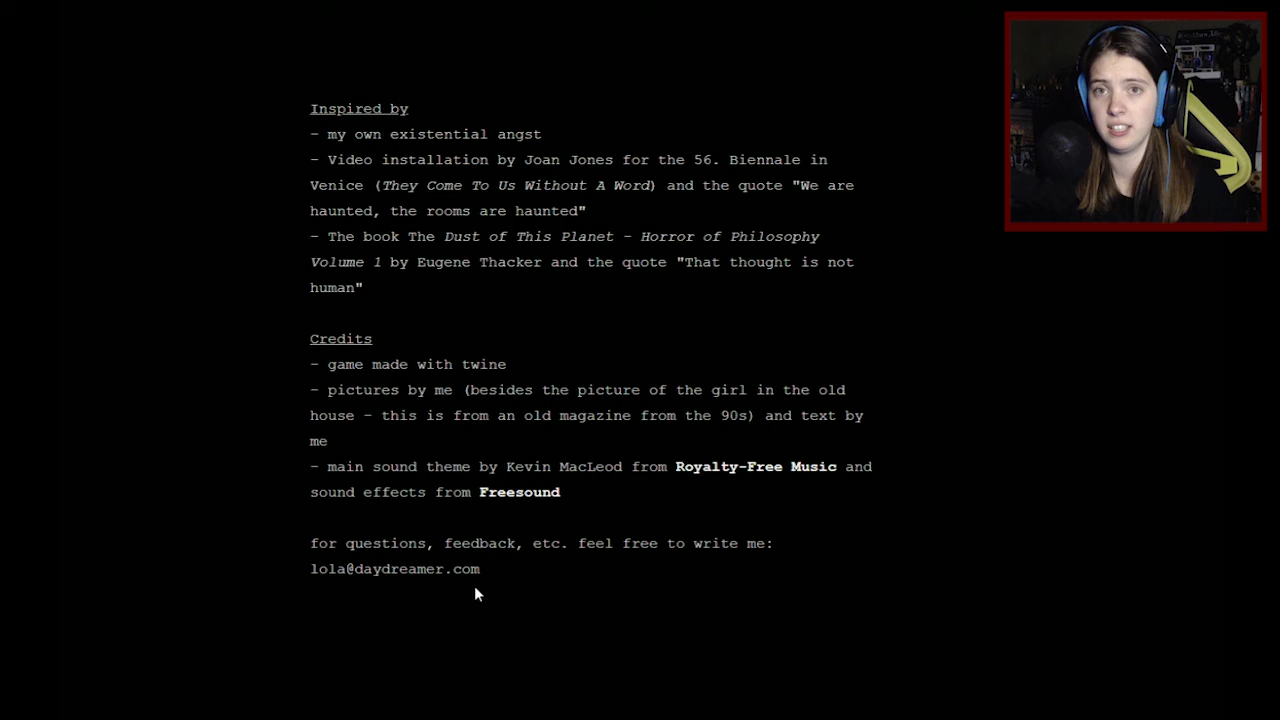 Inspired by
- my own existential angst
- Video installation by Joan Jones for the 56. Biennale in
Venice (They Come To Us Without A Word) and the quote "We are
haunted, the rooms are haunted"
- The book The Dust of This Planet - Horror of Philosophy
Volume 1 by Eugene Thacker and the quote "That thought is not
human"
Credits
- game made with twine
- pictures by me (besides the picture of the girl in the old
house - this is from an old magazine from the 90s) and text by
me
- main sound theme by Kevin MacLeod from Royalty-Free Music and
sound effects from Freesound
for questions, feedback, etc. feel free to write me:
lola@daydreamer.com